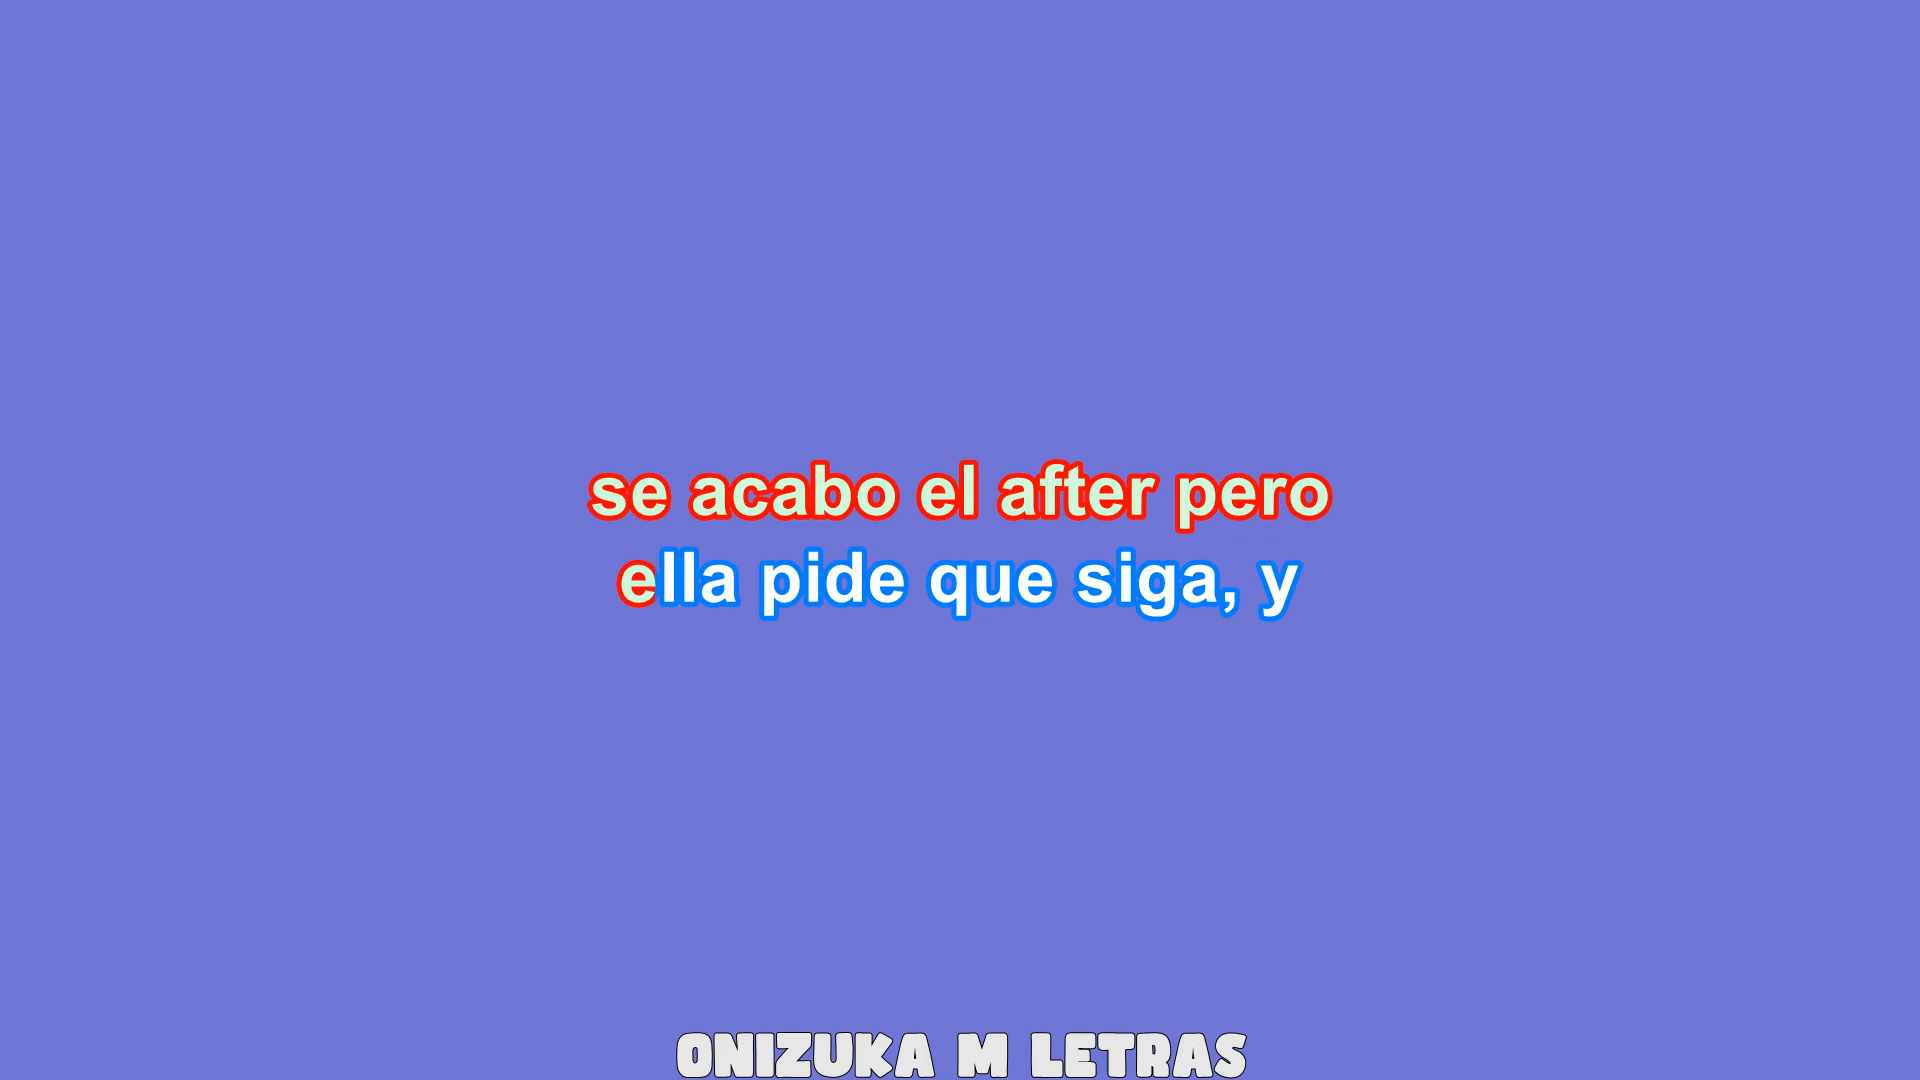 se acabo el after pero
ella pide que siga, y
ONIZUKA M LETRAS